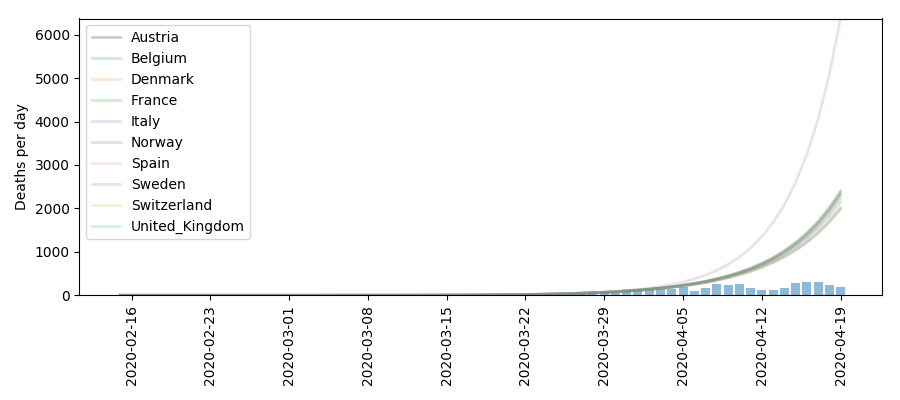 Deaths per day
6000
5000
4000
3000
2000
1000
0
Austria
Belgium
Denmark
France
Italy
Norway
Spain
Sweden
Switzerland
United_Kingdom
2020-02-16
2020-02-23
2020-03-01
2020-03-08
2020-03-15
2020-03-22
2020-03-29
2020-04-05
2020-04-12
2020-04-19